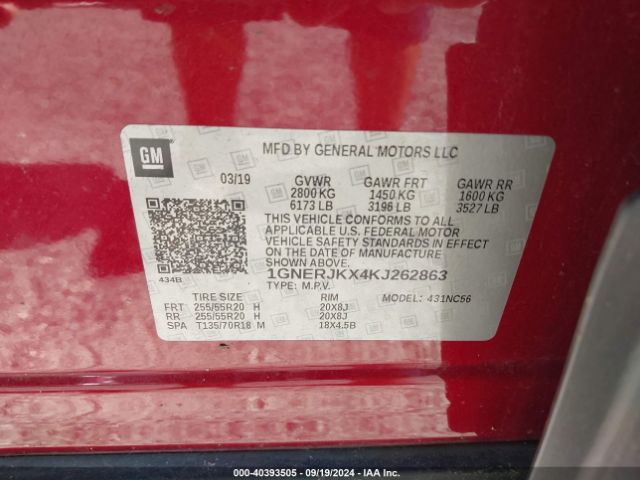 GM
MFD BY GENERAL MOTORS LLC
03/19
GVWR GAWR FRT GAWR RR
2800 KG 1450 KG 1600 KG
6173 LB 3196 LB 3527 LB
THIS VEHICLE CONFORMS TO ALL
APPLICABLE U.S. FEDERAL MOTOR
VEHICLE SAFETY STANDARDS IN EFFECT
ON THE DATE OF MANUFACTURE
SHOWN ABOVE.
434B
1GNERJKX4KJ262863
TYPE: M.P.V. MODEL: 431NC56
TIRE SIZE RIM
FRT 255/55R20 H 20X8J
RR 255/55R20 H 20X8J
SPA T135/70R18 M 18X4.5B
000-40393505 - 09/19/2024 - IAA Inc.